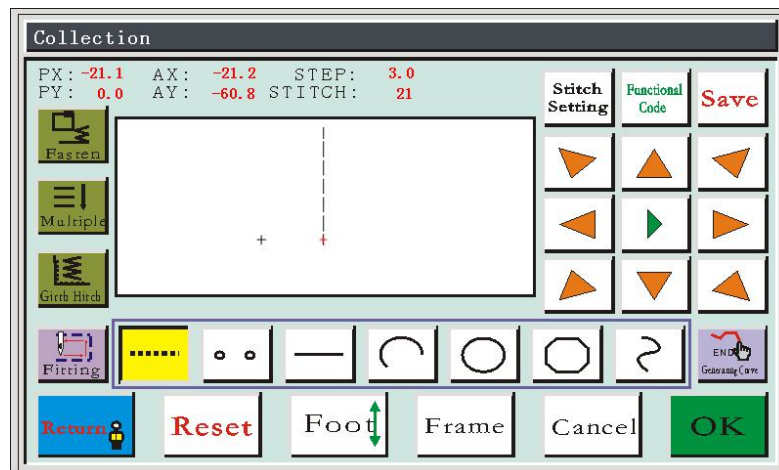 Collection
PX: -21.1 AX: -21.2 STEP: 3.0
PY: 0.0 AY: -60.8 STITCH: 21
Stitch
Setting
Functional
Code
Save
Fasten
Multiple
Girth Hitch
Fitting
END
Generating Curve
Return
Reset
Foot
Frame
Cancel
OK